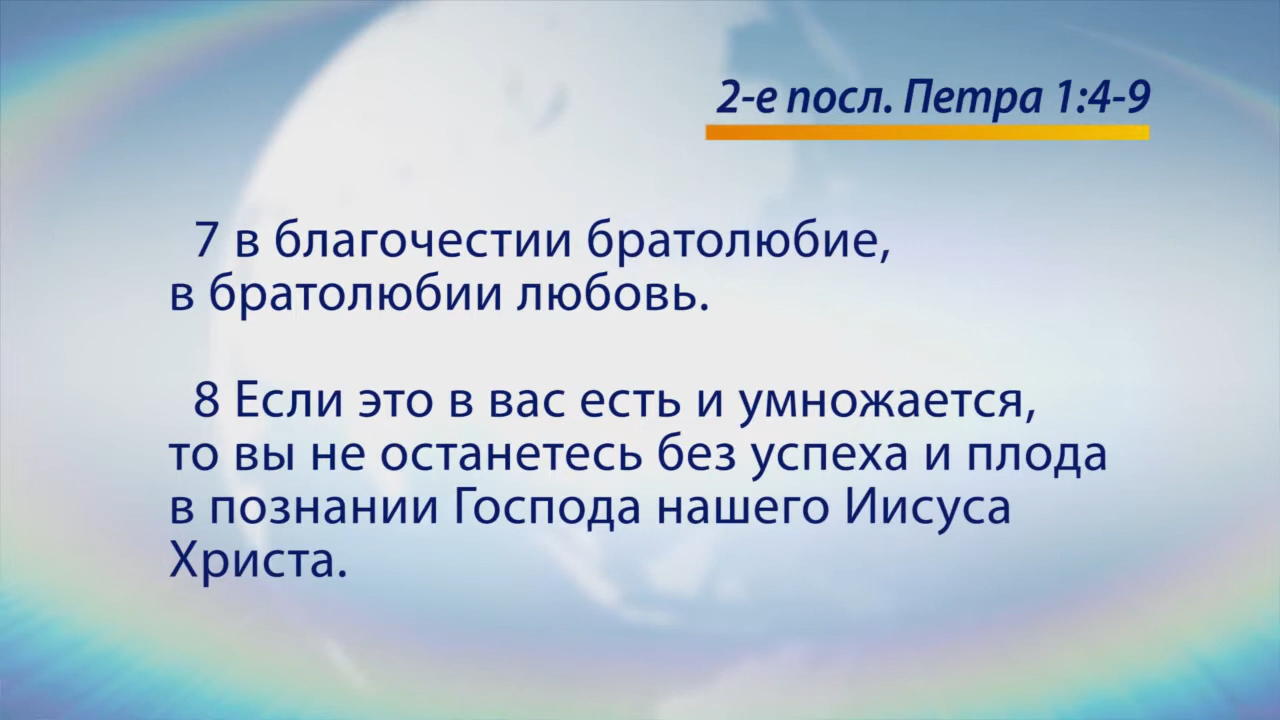 2-е посл. Петра 1:4-9
7 в благочестии братолюбие,
в братолюбии любовь.
8 Если это в вас есть и умножается,
то вы не останетесь без успеха и плода
в познании Господа нашего Иисуса
Христа.